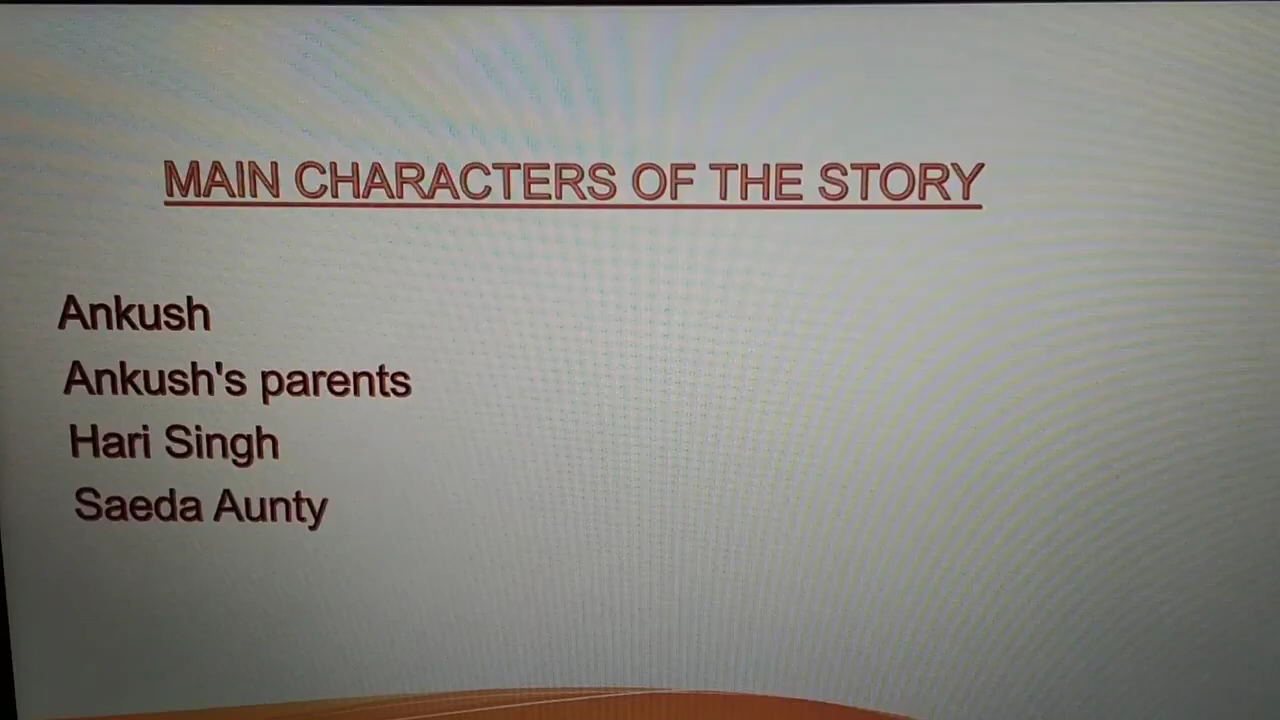 MAIN CHARACTERS OF THE STORY
Ankush
Ankush's parents
Hari Singh
Saeda Aunty